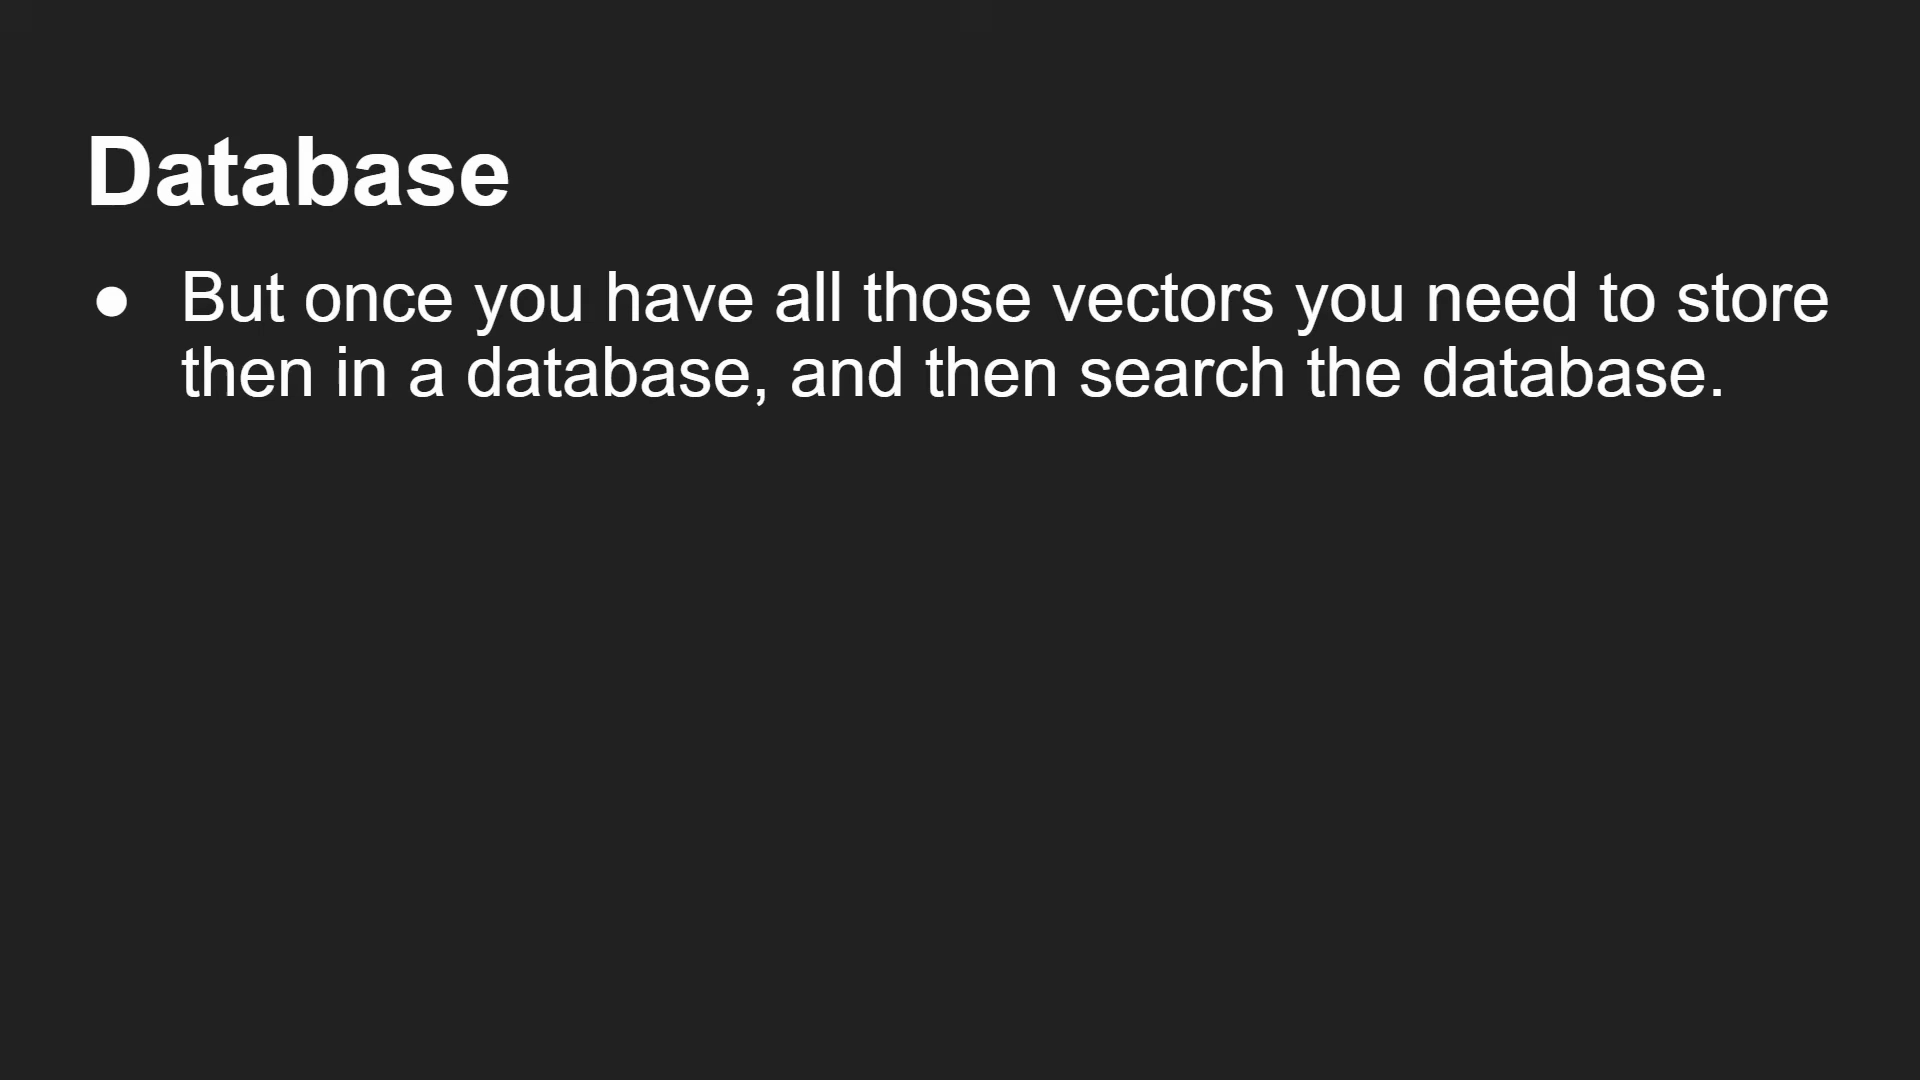 Database
● But once you have all those vectors you need to store
then in a database, and then search the database.